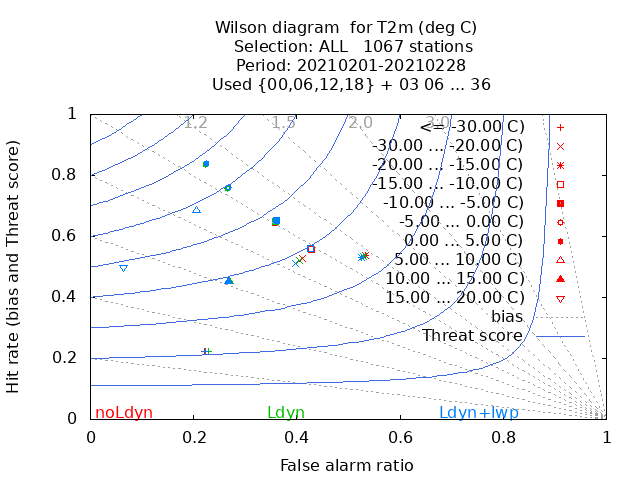 Wilson diagram  for T2m (deg C)
Selection: ALL   1067 stations
Period: 20210201-20210228
Used {00,06,12,18} + 03 06 ... 36
Hit rate (bias and Threat score)
1
0.8
0.6
0.4
0.2
0
1.2
1.5
2.0
3.0
<= -30.00 C)
-30.00 ... -20.00 C)
-20.00 ... -15.00 C)
-15.00 ... -10.00 C)
-10.00 ... -5.00 C)
-5.00 ... 0.00 C)
0.00 ... 5.00 C)
5.00 ... 10.00 C)
10.00 ... 15.00 C)
15.00 ... 20.00 C)
bias
Threat score
noLdyn
Ldyn
Ldyn+lwp
0
0.2
0.4
0.6
0.8
1
False alarm ratio